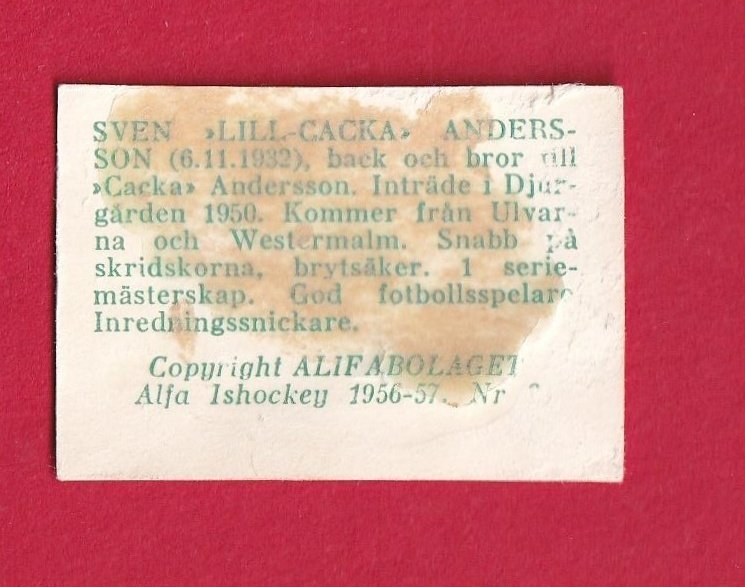 SVEN »LILL-CACKA» ANDERS-
SON (6.11.1932), back och bror till
»Cacka» Andersson. Inträde i Djur-
gården 1950. Kommer från Ulvar-
na och Westermalm. Snabb på
skridskorna, brytsäker. 1 serie-
mästerskap. God fotbollsspelare
Inredningssnickare.
Copyright ALIFABOLAGET
Alfa Ishockey 1956-57. Nr